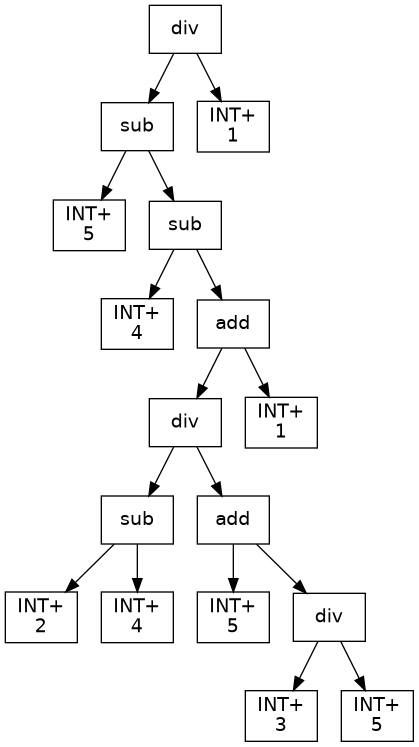 div
sub
INT+
1
INT+
5
sub
INT+
4
add
div
INT+
1
sub
add
INT+
2
INT+
4
INT+
5
div
INT+
3
INT+
5